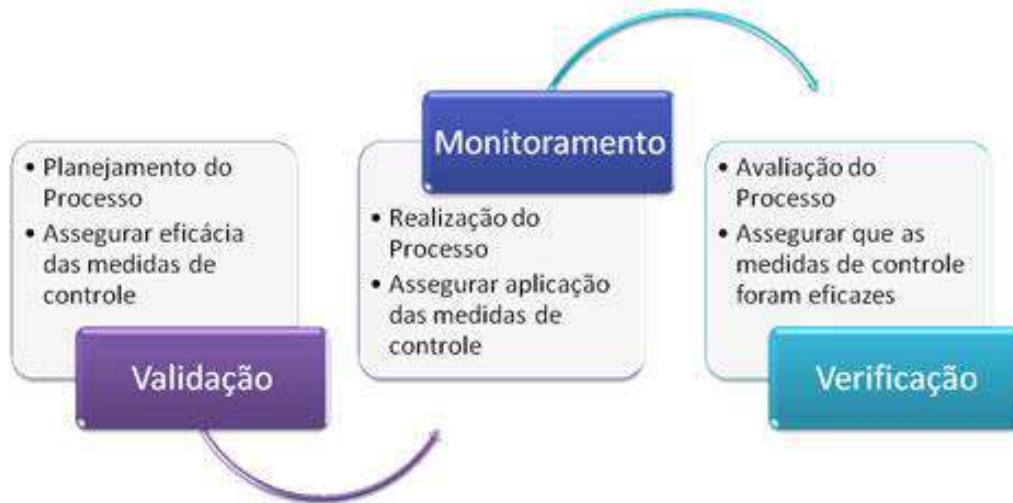 • Planejamento do
Processo
• Assegurar eficácia
das medidas de
controle
Validação
Monitoramento
• Realização do
Processo
• Assegurar aplicação
das medidas de
controle
• Avaliação do
Processo
• Assegurar que as
medidas de controle
foram eficazes
Verificação